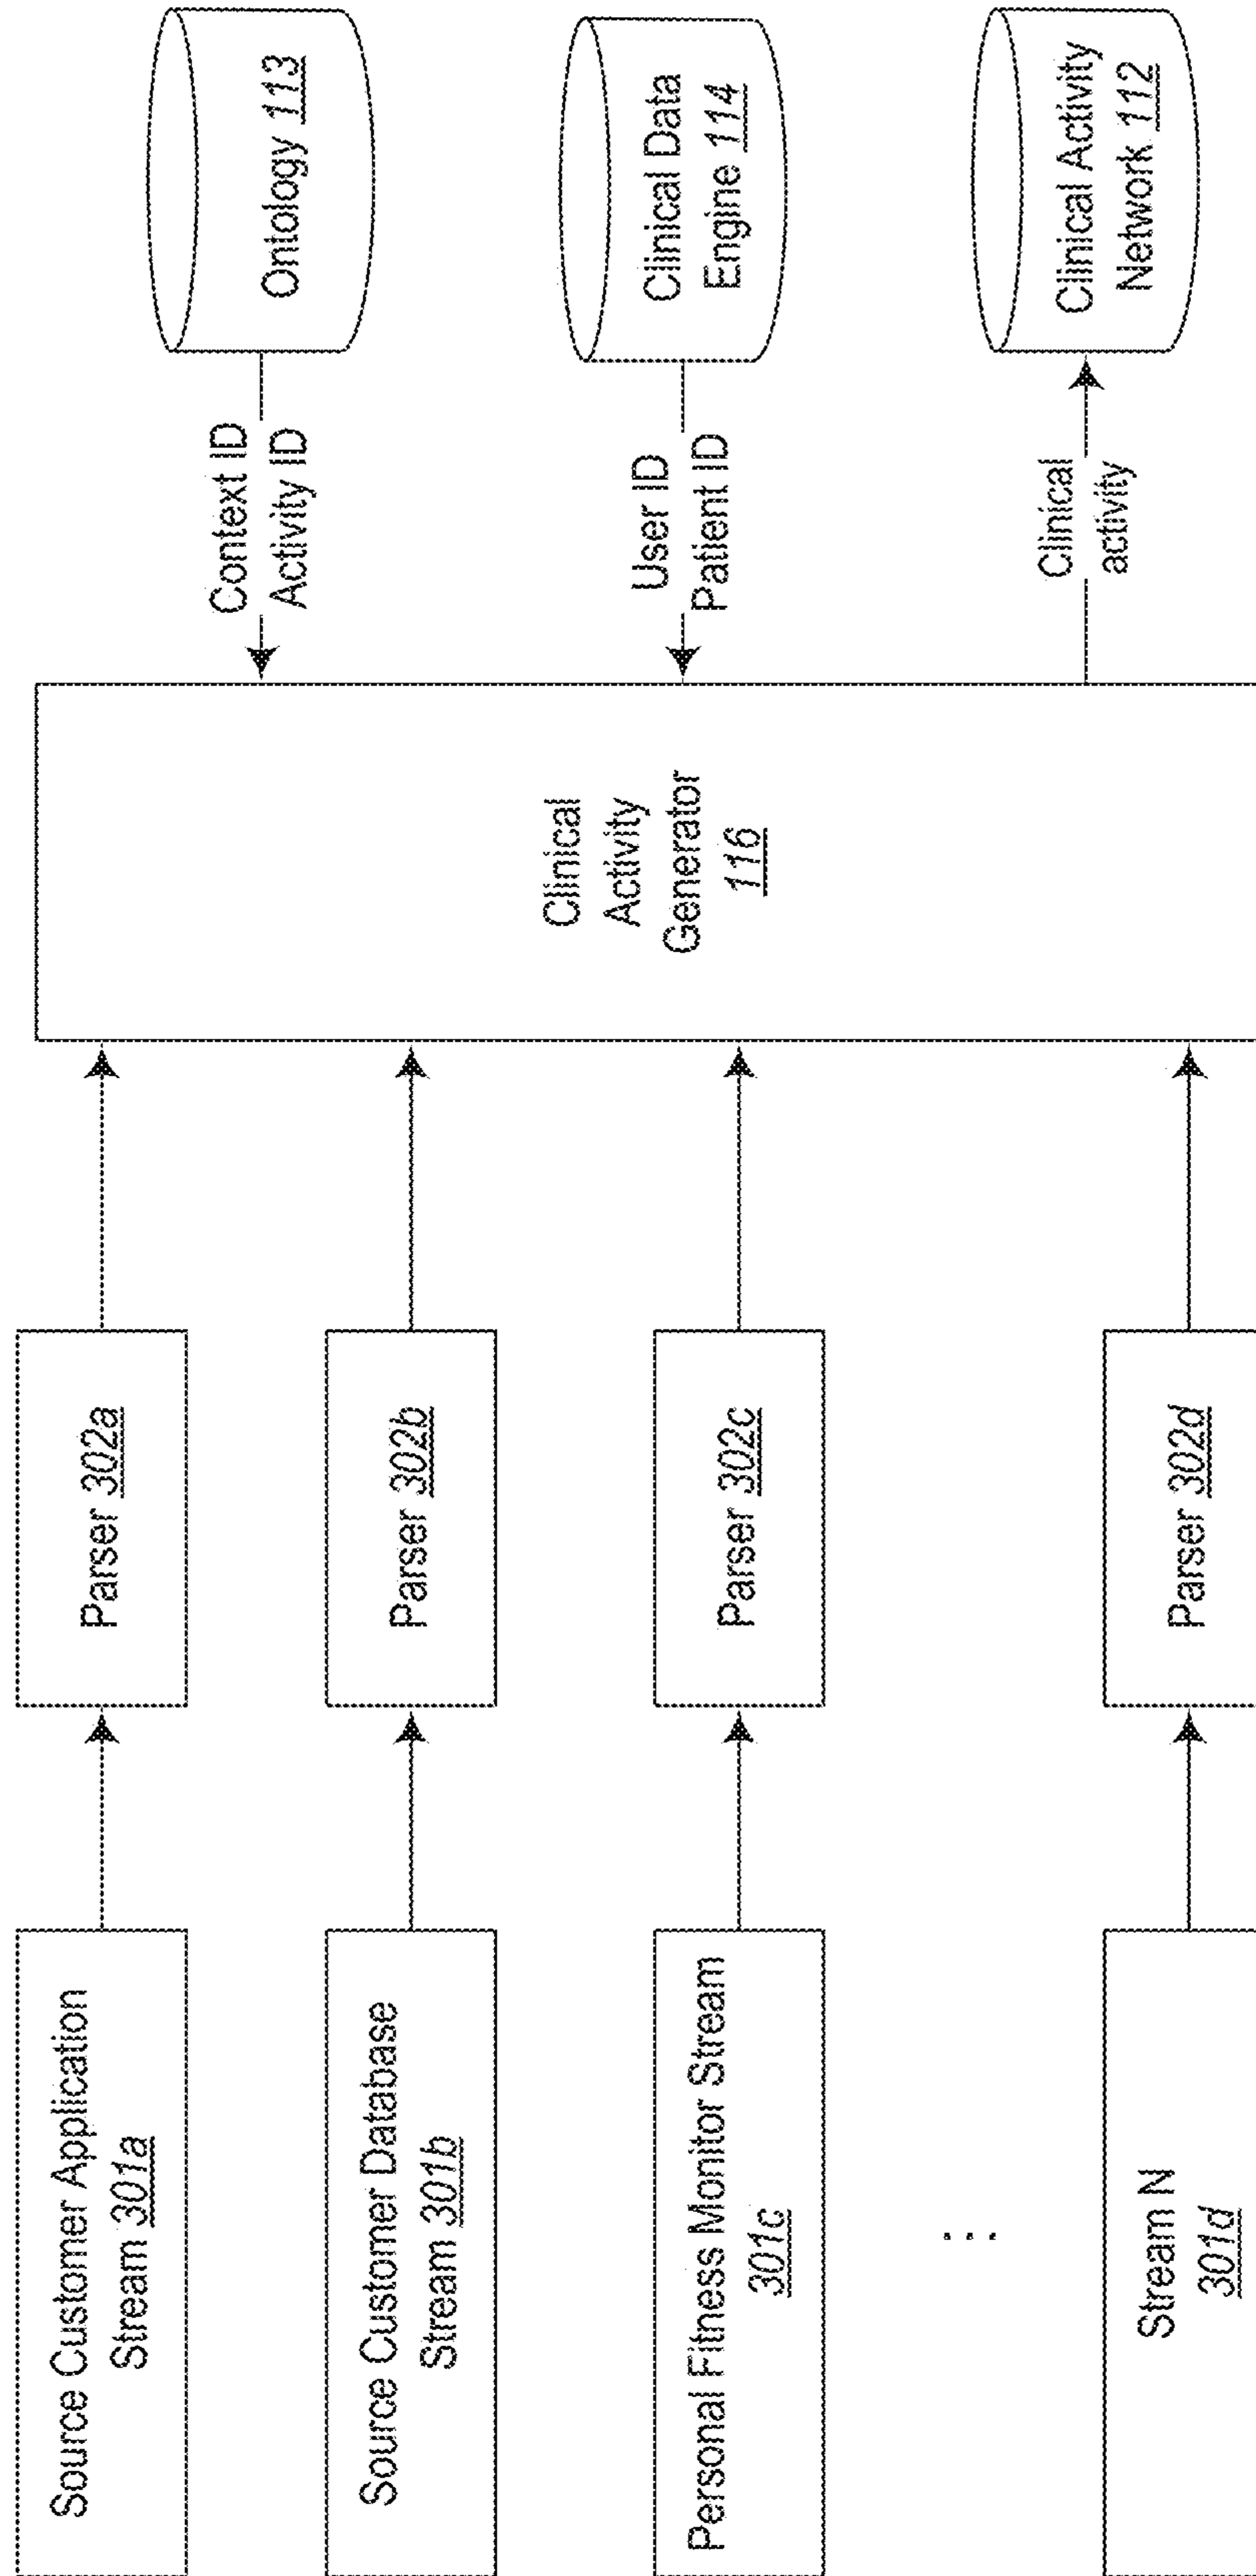 Source Customer Application
Stream 301a
Parser 302a
Source Customer Database
Stream 301b
Parser 302b
Personal Fitness Monitor Stream
301c
Parser 302c
...
Stream N
301d
Parser 302d
Clinical
Activity
Generator
116
Context ID
Activity ID
Ontology 113
User ID
Patient ID
Clinical Data
Engine 114
Clinical
activity
Clinical Activity
Network 112